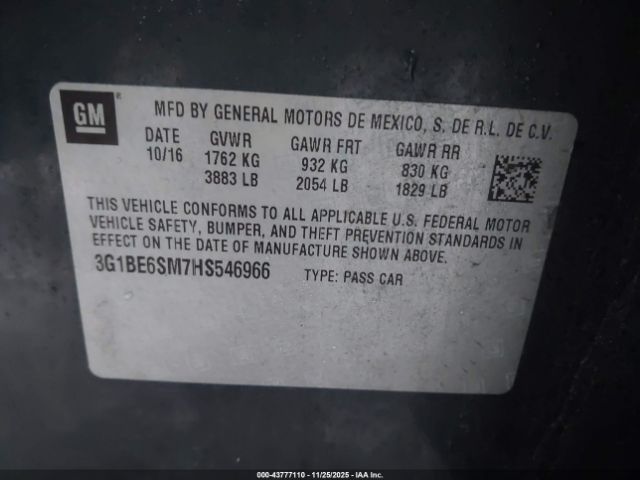 GM ®
MFD BY GENERAL MOTORS DE MEXICO, S. DE R.L. DE C.V.
DATE GVWR GAWR FRT GAWR RR
10/16 1762 KG 932 KG 830 KG
3883 LB 2054 LB 1829 LB
THIS VEHICLE CONFORMS TO ALL APPLICABLE U.S. FEDERAL MOTOR
VEHICLE SAFETY, BUMPER, AND THEFT PREVENTION STANDARDS IN
EFFECT ON THE DATE OF MANUFACTURE SHOWN ABOVE.
3G1BE6SM7HS546966 TYPE: PASS CAR
000-43777110 - 11/25/2025 - IAA Inc.